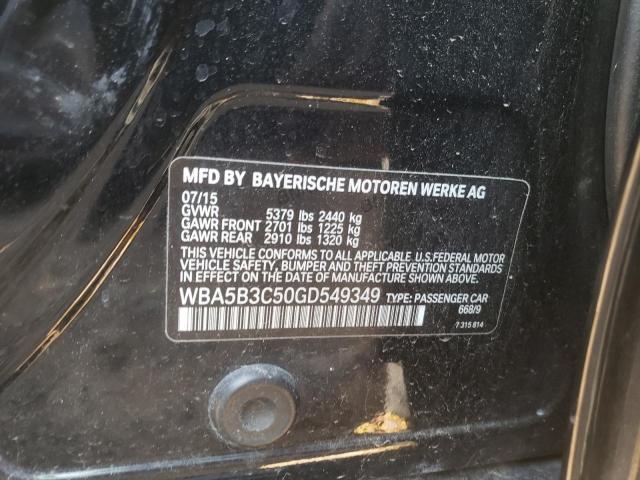 MFD BY BAYERISCHE MOTOREN WERKE AG
07/15
GVWR 5379 lbs 2440 kg
GAWR FRONT 2701 lbs 1225 kg
GAWR REAR 2910 lbs 1320 kg
THIS VEHICLE CONFORMS TO ALL APPLICABLE U.S.FEDERAL MOTOR
VEHICLE SAFETY, BUMPER AND THEFT PREVENTION STANDARDS
IN EFFECT ON THE DATE OF MANUFACTURE SHOWN ABOVE.
WBA5B3C50GD549349 TYPE: PASSENGER CAR
668/9
7 315 814